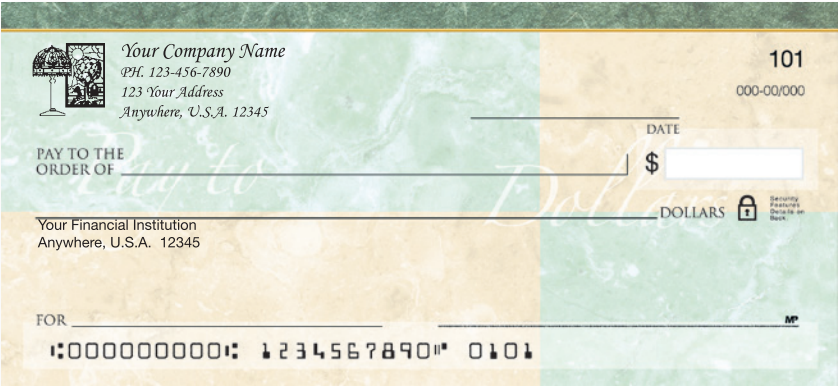 Your Company Name
PH. 123-456-7890
123 Your Address
Anywhere, U.S.A. 12345
101
000-00/000
DATE
PAY TO THE
ORDER OF
$
Pay to
Dollars
DOLLARS
Security
Features
Details on
Back.
Your Financial Institution
Anywhere, U.S.A. 12345
FOR
MP
⑆000000000⑆ 1234567890⑈ 0101